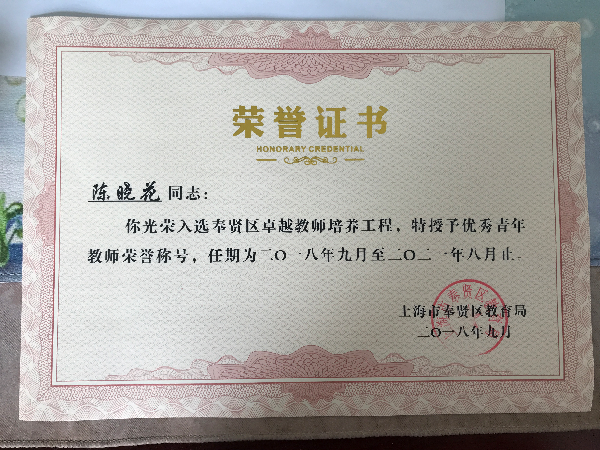 荣誉证书
HONORARY CREDENTIAL
陈晓花同志：
你光荣入选奉贤区卓越教师培养工程，特授予优秀青年
教师荣誉称号，任期为二〇一八年九月至二〇二一年八月止。
上海市奉贤区教育局
二〇一八年九月